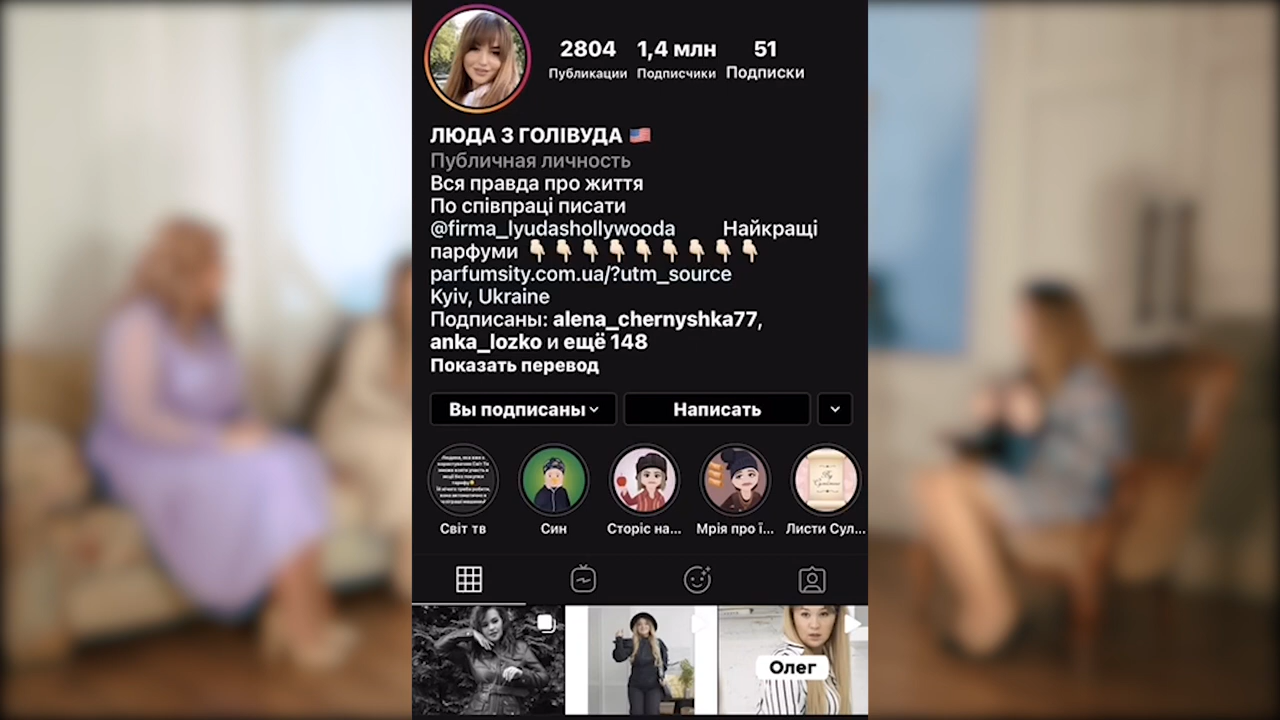 2804 1,4 млн 51
Публикации Подписчики Подписки
ЛЮДА З ГОЛІВУДА 🇺🇸
Публичная личность
Вся правда про життя
По співпраці писати
@firma_lyudashollywooda Найкращі
парфуми 👇🏻👇🏻👇🏻👇🏻👇🏻👇🏻👇🏻👇🏻👇🏻
parfumsity.com.ua/?utm_source
Kyiv, Ukraine
Подписаны: alena_chernyshka77,
anka_lozko и ещё 148
Показать перевод
Вы подписаны Написать
Світ тв Син Сторіс на... Мрія про ї... Листи Сул...
Олег